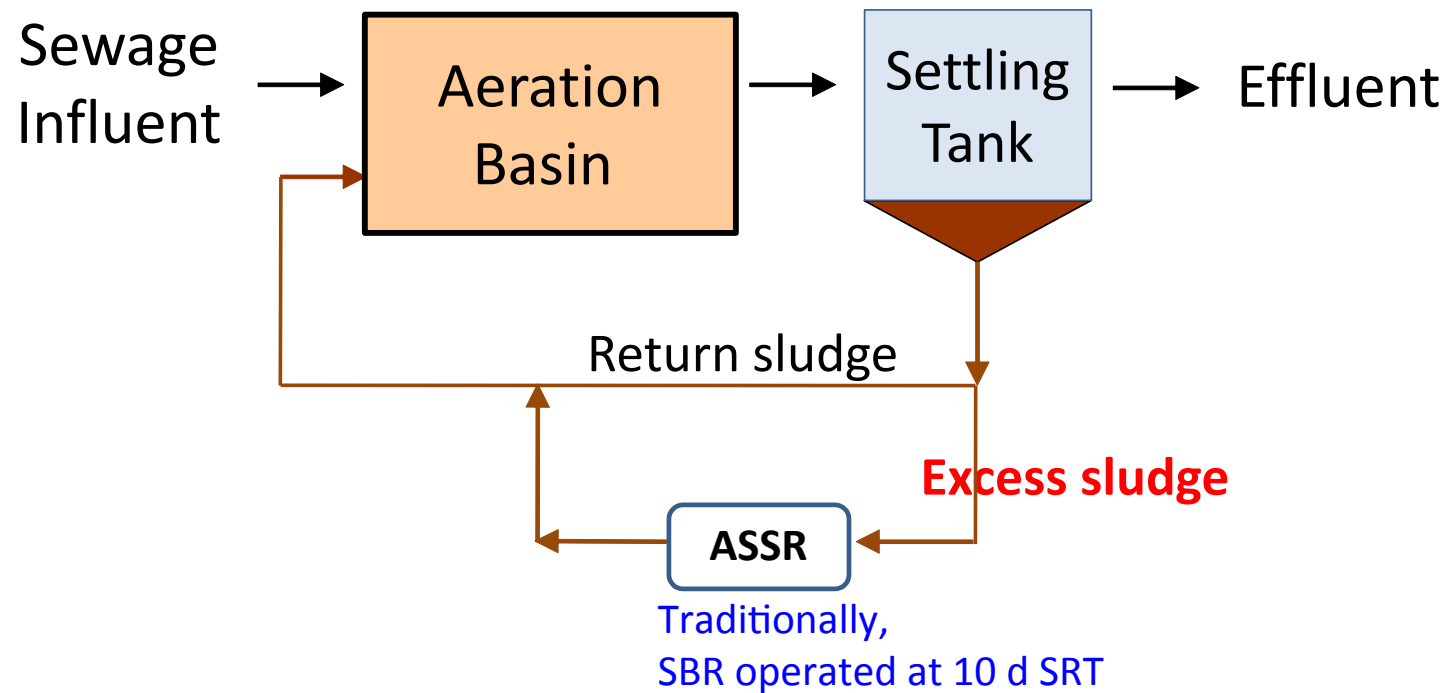 Sewage
Influent
Aeration
Basin
Settling
Tank
Effluent
Return sludge
Excess sludge
ASSR
Traditionally,
SBR operated at 10 d SRT